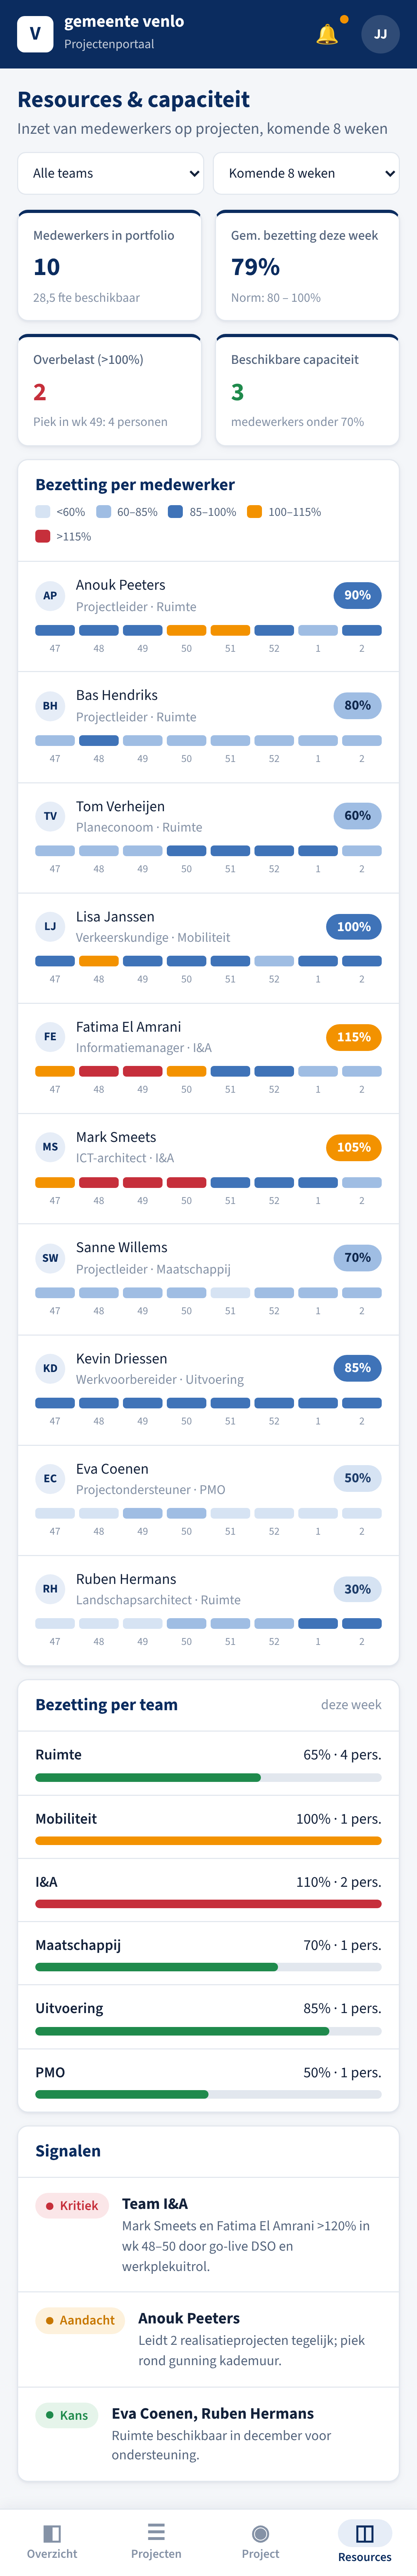 V
gemeente venlo
Projectenportaal
JJ
Resources & capaciteit
Inzet van medewerkers op projecten, komende 8 weken
Alle teams
Komende 8 weken
Medewerkers in portfolio
10
28,5 fte beschikbaar
Gem. bezetting deze week
79%
Norm: 80 – 100%
Overbelast (>100%)
2
Piek in wk 49: 4 personen
Beschikbare capaciteit
3
medewerkers onder 70%
Bezetting per medewerker
<60% 60–85% 85–100% 100–115%
>115%
AP
Anouk Peeters
Projectleider · Ruimte
90%
47 48 49 50 51 52 1 2
BH
Bas Hendriks
Projectleider · Ruimte
80%
47 48 49 50 51 52 1 2
TV
Tom Verheijen
Planeconoom · Ruimte
60%
47 48 49 50 51 52 1 2
LJ
Lisa Janssen
Verkeerskundige · Mobiliteit
100%
47 48 49 50 51 52 1 2
FE
Fatima El Amrani
Informatiemanager · I&A
115%
47 48 49 50 51 52 1 2
MS
Mark Smeets
ICT-architect · I&A
105%
47 48 49 50 51 52 1 2
SW
Sanne Willems
Projectleider · Maatschappij
70%
47 48 49 50 51 52 1 2
KD
Kevin Driessen
Werkvoorbereider · Uitvoering
85%
47 48 49 50 51 52 1 2
EC
Eva Coenen
Projectondersteuner · PMO
50%
47 48 49 50 51 52 1 2
RH
Ruben Hermans
Landschapsarchitect · Ruimte
30%
47 48 49 50 51 52 1 2
Bezetting per team
deze week
Ruimte 65% · 4 pers.
Mobiliteit 100% · 1 pers.
I&A 110% · 2 pers.
Maatschappij 70% · 1 pers.
Uitvoering 85% · 1 pers.
PMO 50% · 1 pers.
Signalen
Kritiek
Team I&A
Mark Smeets en Fatima El Amrani >120% in
wk 48–50 door go-live DSO en
werkplekuitrol.
Aandacht
Anouk Peeters
Leidt 2 realisatieprojecten tegelijk; piek
rond gunning kademuur.
Kans
Eva Coenen, Ruben Hermans
Ruimte beschikbaar in december voor
ondersteuning.
Overzicht
Projecten
Project
Resources